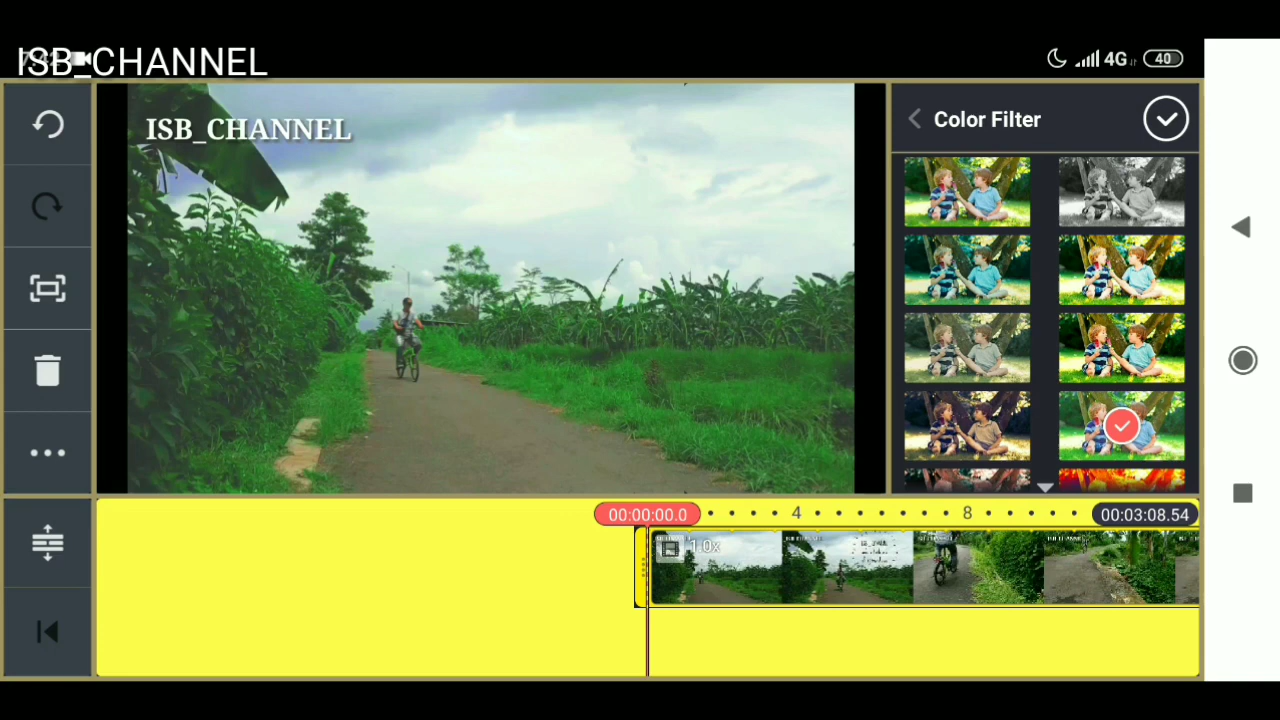 ISB_CHANNEL
4G
40
ISB_CHANNEL
Color Filter
00:00:00.0
4
8
00:03:08.54
1.0x